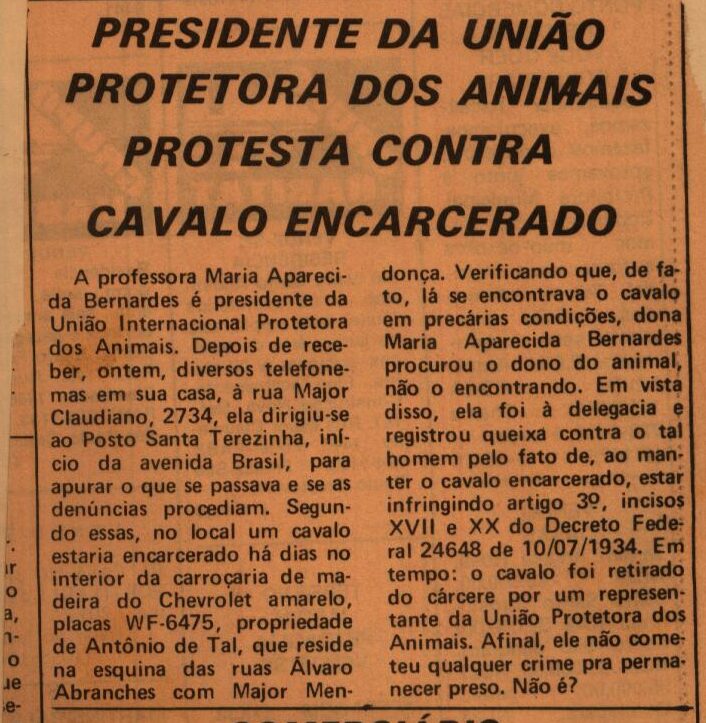 PRESIDENTE DA UNIÃO
PROTETORA DOS ANIMAIS
PROTESTA CONTRA
CAVALO ENCARCERADO
A professora Maria Apareci-
da Bernardes é presidente da
União Internacional Protetora
dos Animais. Depois de rece-
ber, ontem, diversos telefone-
mas em sua casa, à rua Major
Claudiano, 2734, ela dirigiu-se
ao Posto Santa Terezinha, iní-
cio da avenida Brasil, para
apurar o que se passava e se as
denúncias procediam. Segun-
do essas, no local um cavalo
estaria encarcerado há dias no
interior da carroçaria de ma-
deira do Chevrolet amarelo,
placas WF-6475, propriedade
de Antônio de Tal, que reside
na esquina das ruas Álvaro
Abranches com Major Men-
donça. Verificando que, de fa-
to, lá se encontrava o cavalo
em precárias condições, dona
Maria Aparecida Bernardes
procurou o dono do animal,
não o encontrando. Em vista
disso, ela foi à delegacia e
registrou queixa contra o tal
homem pelo fato de, ao man-
ter o cavalo encarcerado, estar
infringindo artigo 3º, incisos
XVII e XX do Decreto Fede-
ral 24648 de 10/07/1934. Em
tempo: o cavalo foi retirado
do cárcere por um represen-
tante da União Protetora dos
Animais. Afinal, ele não come-
teu qualquer crime pra perma-
necer preso. Não é?